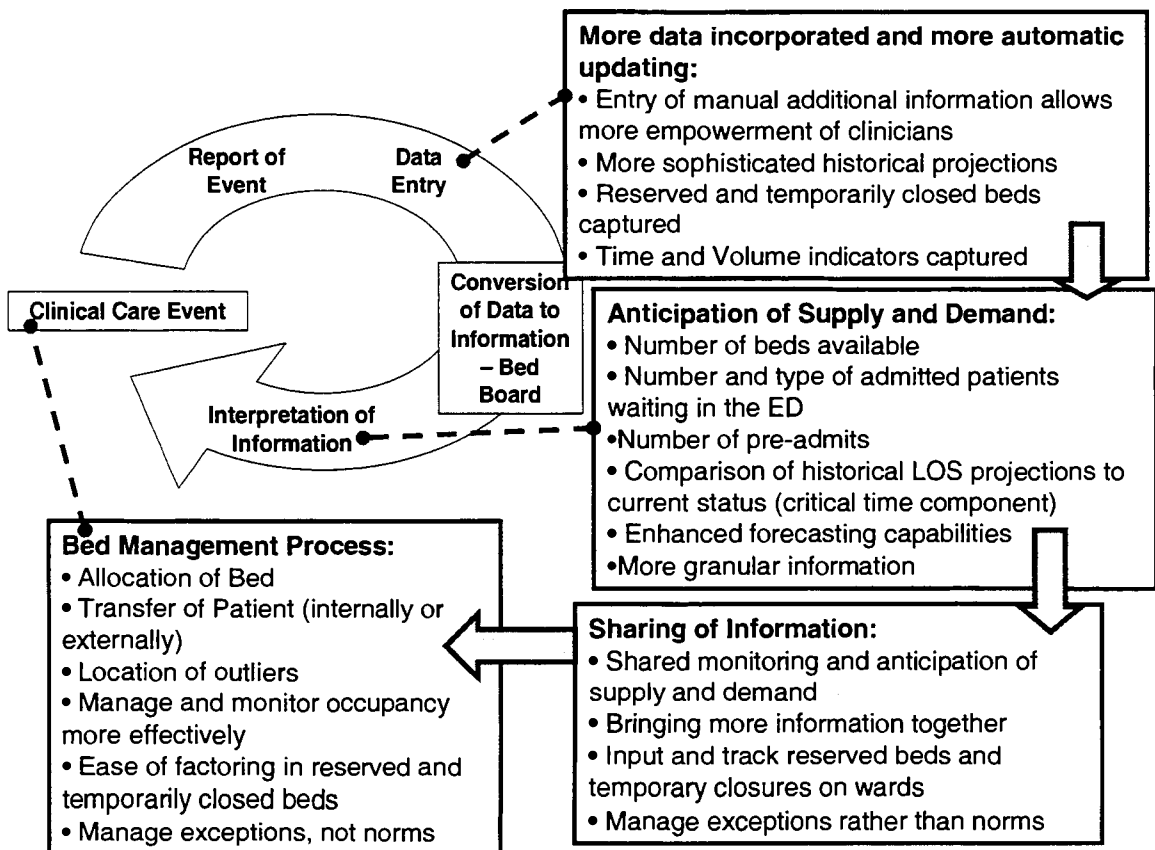 More data incorporated and more automatic
updating:
• Entry of manual additional information allows
more empowerment of clinicians
• More sophisticated historical projections
• Reserved and temporarily closed beds
captured
• Time and Volume indicators captured
Report of
Event
Data
Entry
Clinical Care Event
Conversion
of Data to
Information
– Bed
Board
Interpretation of
Information
Anticipation of Supply and Demand:
• Number of beds available
• Number and type of admitted patients
waiting in the ED
•Number of pre-admits
• Comparison of historical LOS projections to
current status (critical time component)
• Enhanced forecasting capabilities
•More granular information
Sharing of Information:
• Shared monitoring and anticipation of
supply and demand
• Bringing more information together
• Input and track reserved beds and
temporary closures on wards
• Manage exceptions rather than norms
Bed Management Process:
• Allocation of Bed
• Transfer of Patient (internally or
externally)
• Location of outliers
• Manage and monitor occupancy
more effectively
• Ease of factoring in reserved and
temporarily closed beds
• Manage exceptions, not norms